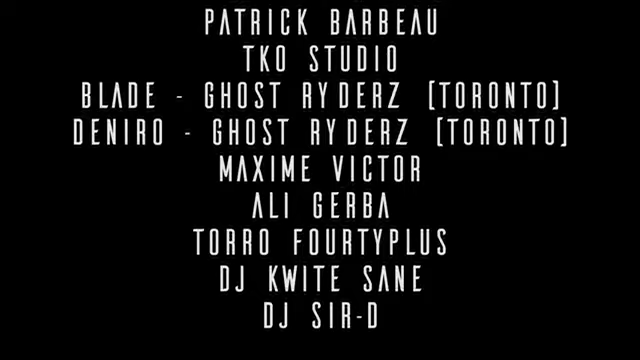 PATRICK BARBEAU
TKO STUDIO
BLADE - GHOST RYDERZ [TORONTO]
DENIRO - GHOST RYDERZ [TORONTO]
MAXIME VICTOR
ALI GERBA
TORRO FOURTYPLUS
DJ KWITE SANE
DJ SIR-D